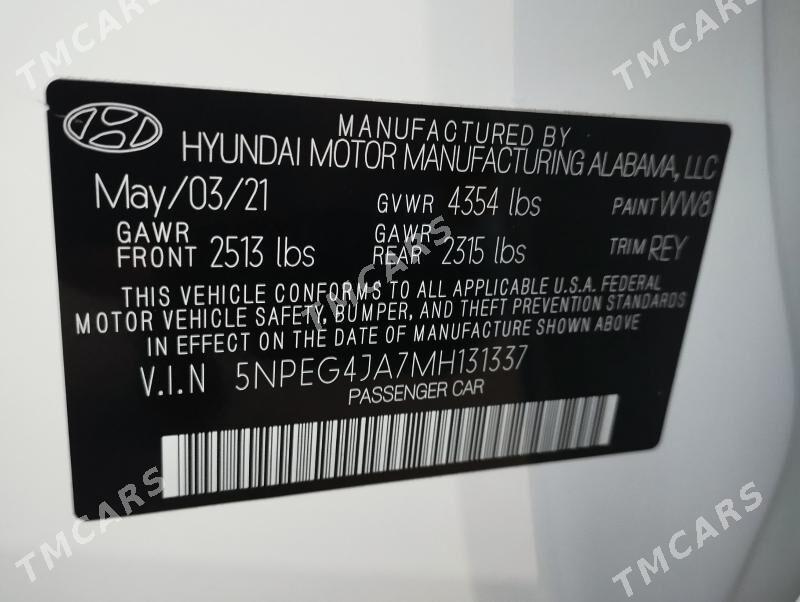 TMCARS
TMCARS
MANUFACTURED BY
HYUNDAI MOTOR MANUFACTURING ALABAMA, LLC
May/03/21 GVWR 4354 lbs PAINT WW8
GAWR FRONT 2513 lbs GAWR REAR 2315 lbs TRIM REY
THIS VEHICLE CONFORMS TO ALL APPLICABLE U.S.A. FEDERAL
MOTOR VEHICLE SAFETY, BUMPER, AND THEFT PREVENTION STANDARDS
IN EFFECT ON THE DATE OF MANUFACTURE SHOWN ABOVE
V.I.N 5NPEG4JA7MH131337
PASSENGER CAR
TMCARS
TMCARS
TMCARS